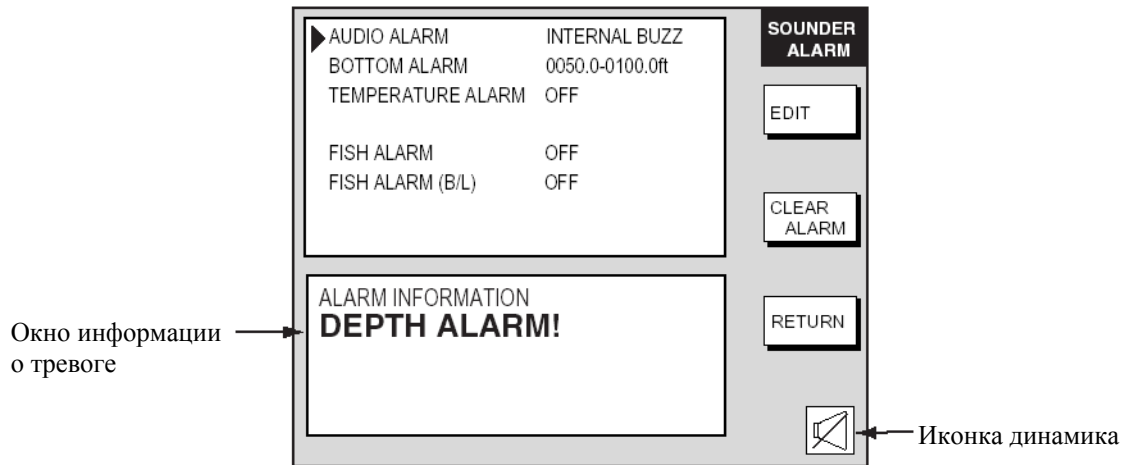 AUDIO ALARM INTERNAL BUZZ
BOTTOM ALARM 0050.0-0100.0ft
TEMPERATURE ALARM OFF
FISH ALARM OFF
FISH ALARM (B/L) OFF
SOUNDER
ALARM
EDIT
CLEAR
ALARM
RETURN
ALARM INFORMATION
DEPTH ALARM!
Окно информации
о тревоге
Иконка динамика